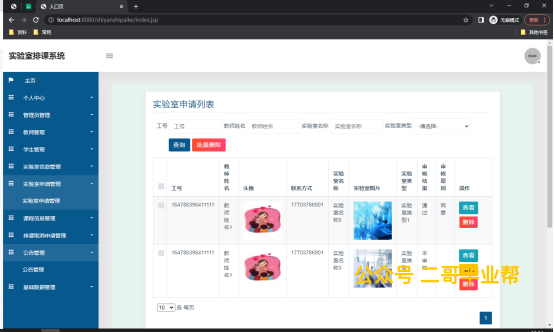 入口页
localhost:8080/shiyanshipaike/index.jsp
无痕模式
更新
资料
常用
其他书签
实验室排课系统
主页
个人中心
管理员管理
教师管理
学生管理
实验室信息管理
实验室申请管理
实验室申请管理
课程信息管理
排课取消申请管理
公告管理
公告管理
基础数据管理
实验室申请列表
工号 工号 教师姓名 教师姓名 实验室名称 实验室名称 实验室类型 -请选择-
查询 批量删除
工号 教师姓名 头像 联系方式 实验室名称 实验室图片 实验室类型 审核结果 审核原因 操作
164786396411111 教师姓名1 17703786901 实验室名称5 实验室类型1 通过 同意 查看 删除
164786396411111 教师姓名1 17703786901 实验室名称3 实验室类 查看 删除
公众号 二哥毕业帮
10 条 每页
1